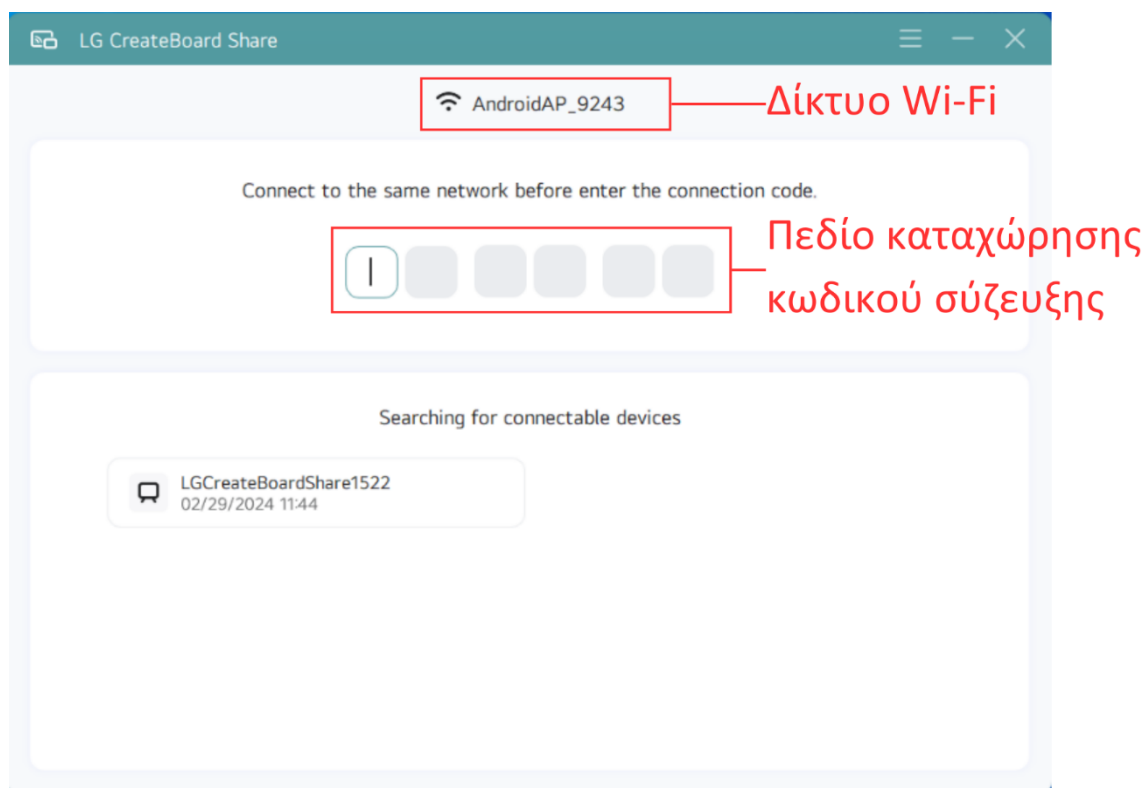 LG CreateBoard Share
AndroidAP_9243
Δίκτυο Wi-Fi
Connect to the same network before enter the connection code.
Πεδίο καταχώρησης
κωδικού σύζευξης
Searching for connectable devices
LGCreateBoardShare1522
02/29/2024 11:44